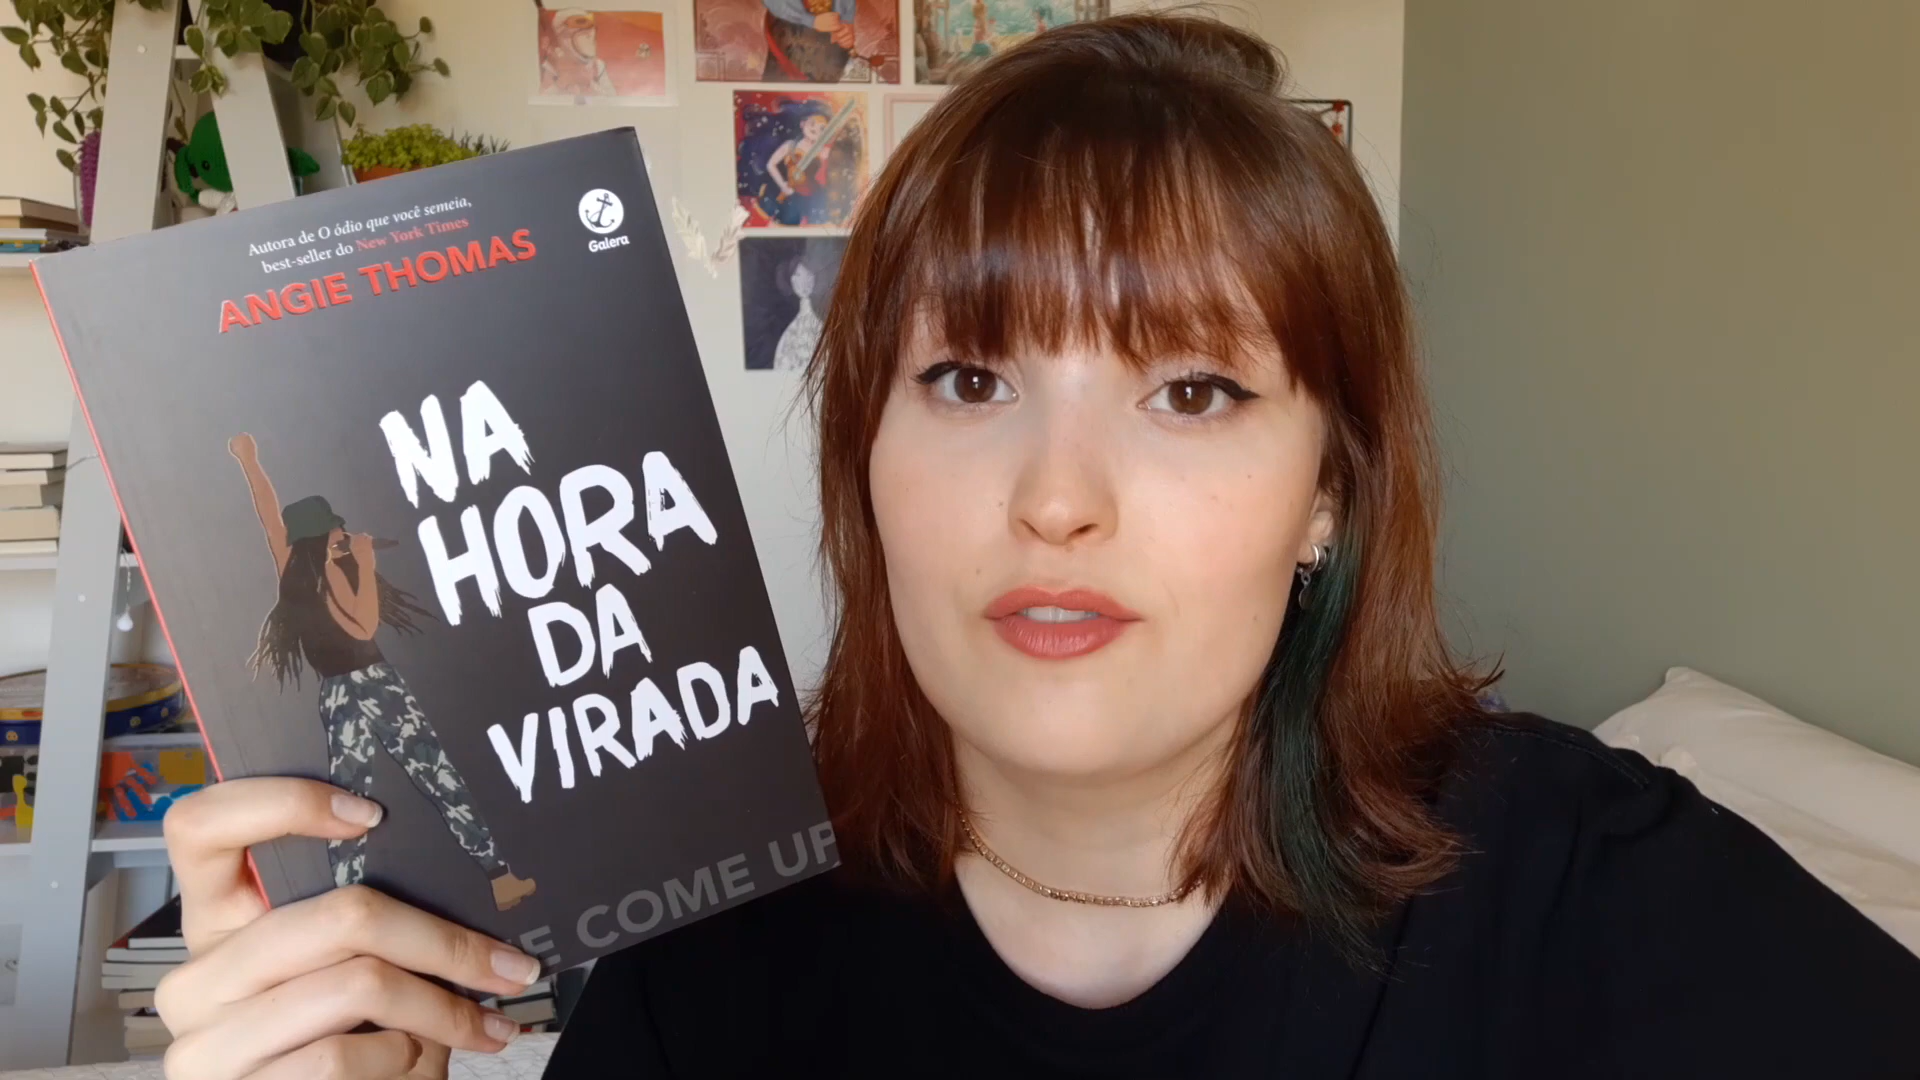 Autora de O ódio que você semeia,
best-seller do New York Times
ANGIE THOMAS
Galera
NA
HORA
DA
VIRADA
COME UP